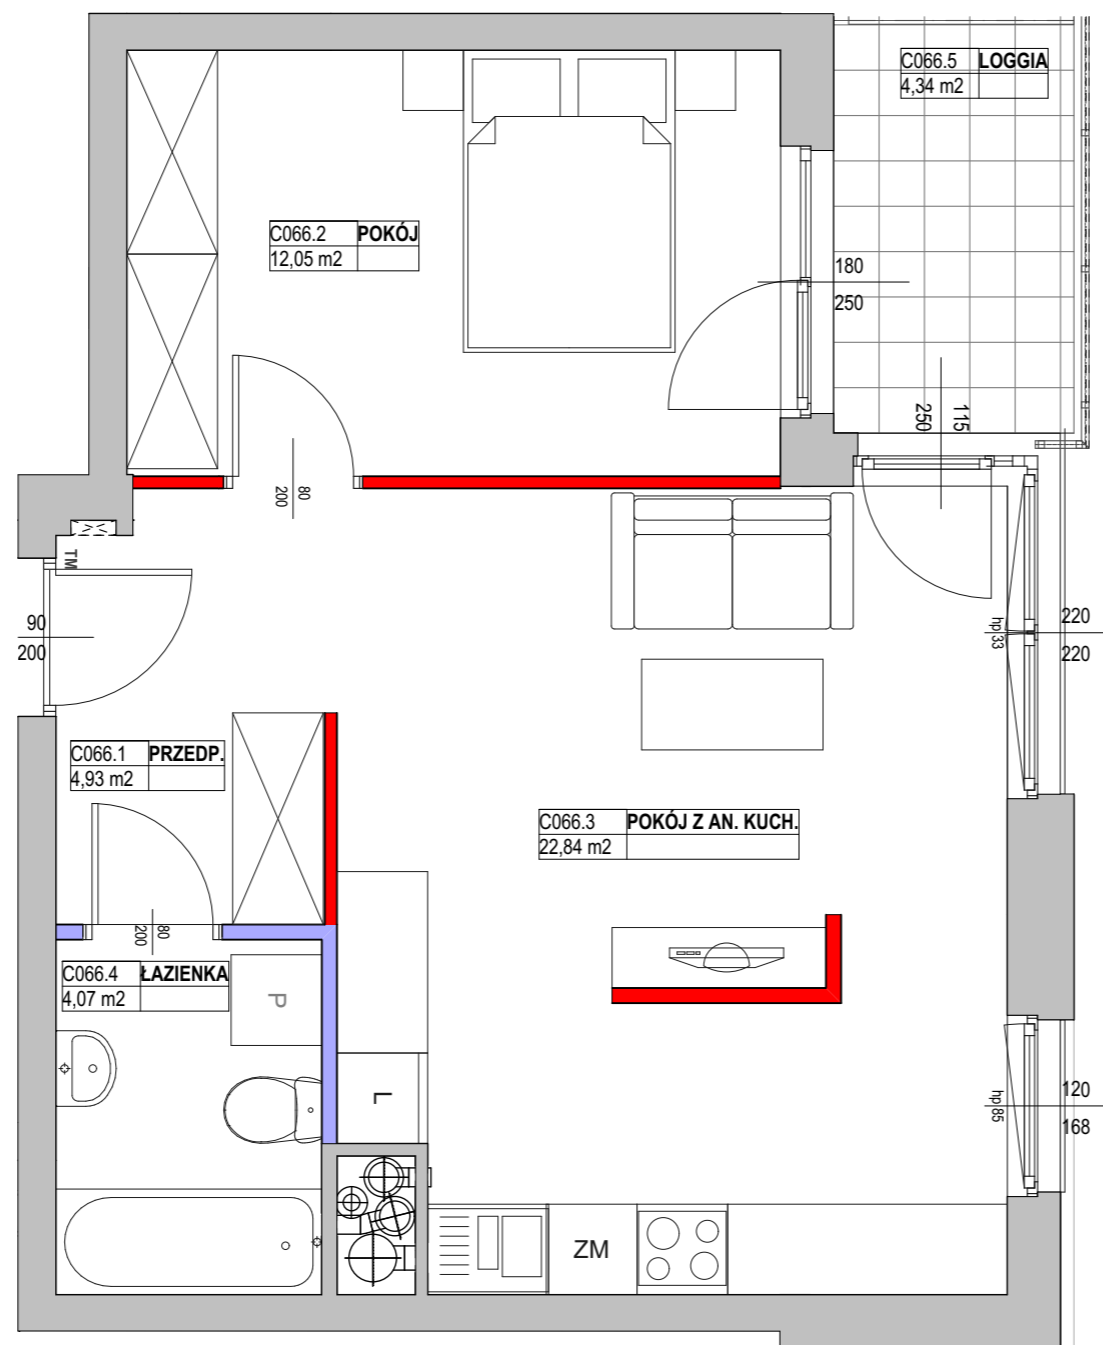 C066.5 LOGGIA
4,34 m2
C066.2 POKÓJ
12,05 m2
180
250
115
250
80
200
TM
90
200
hp 33
220
220
C066.1 PRZEDP.
4,93 m2
C066.3 POKÓJ Z AN. KUCH.
22,84 m2
80
200
C066.4 ŁAZIENKA
4,07 m2
P
L
hp 85
120
168
ZM